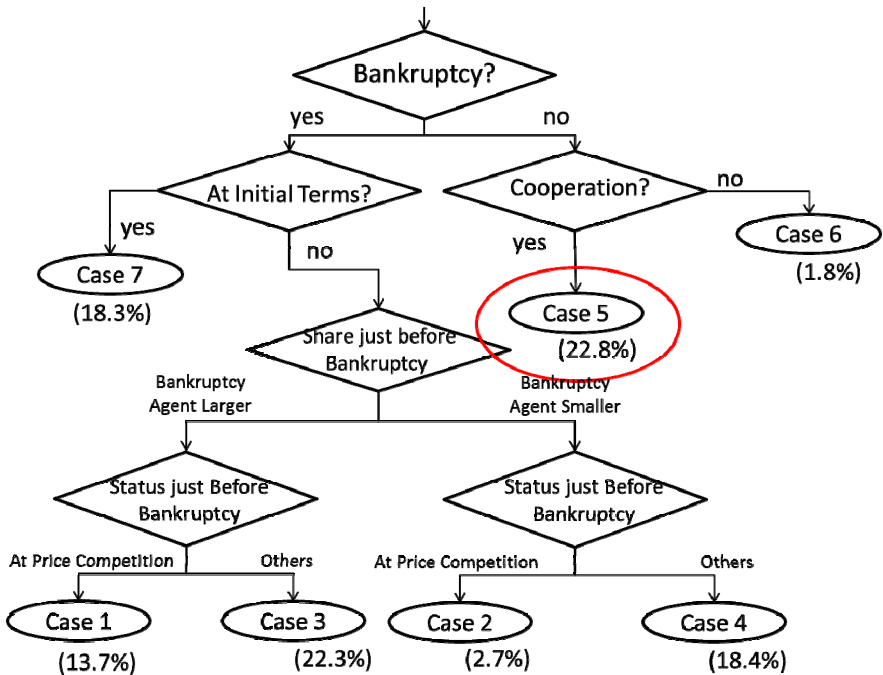 Bankruptcy?
yes
no
At Initial Terms?
Cooperation?
no
yes
yes
no
Case 6
(1.8%)
Case 7
(18.3%)
Case 5
(22.8%)
Share just before
Bankruptcy
Bankruptcy
Agent Larger
Bankruptcy
Agent Smaller
Status just Before
Bankruptcy
Status just Before
Bankruptcy
At Price Competition
Others
At Price Competition
Others
Case 1
(13.7%)
Case 3
(22.3%)
Case 2
(2.7%)
Case 4
(18.4%)